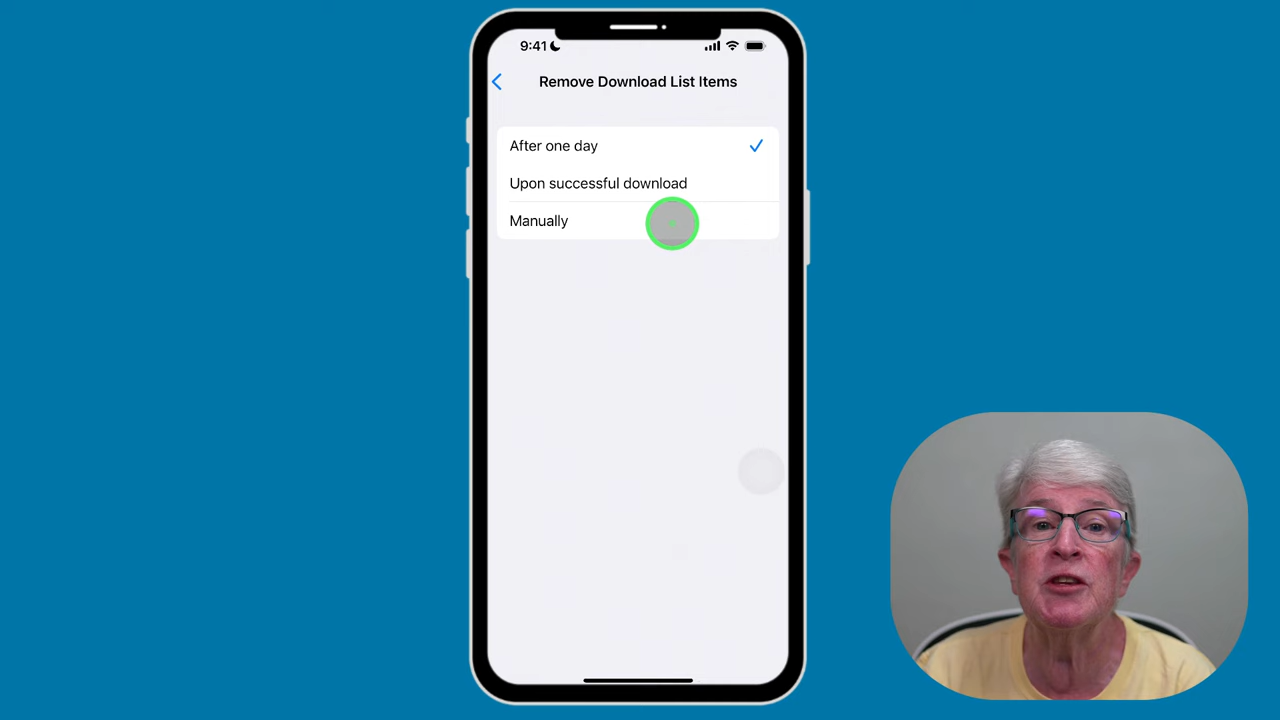 9:41
Remove Download List Items
After one day
Upon successful download
Manually